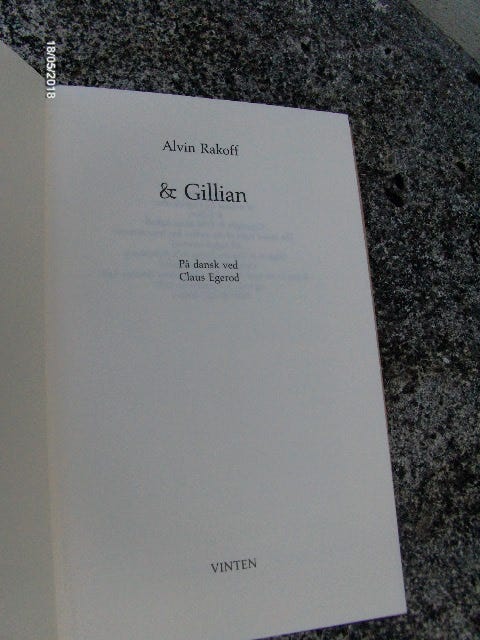 18/05/2018
Alvin Rakoff
& Gillian
På dansk ved
Claus Egerod
VINTEN